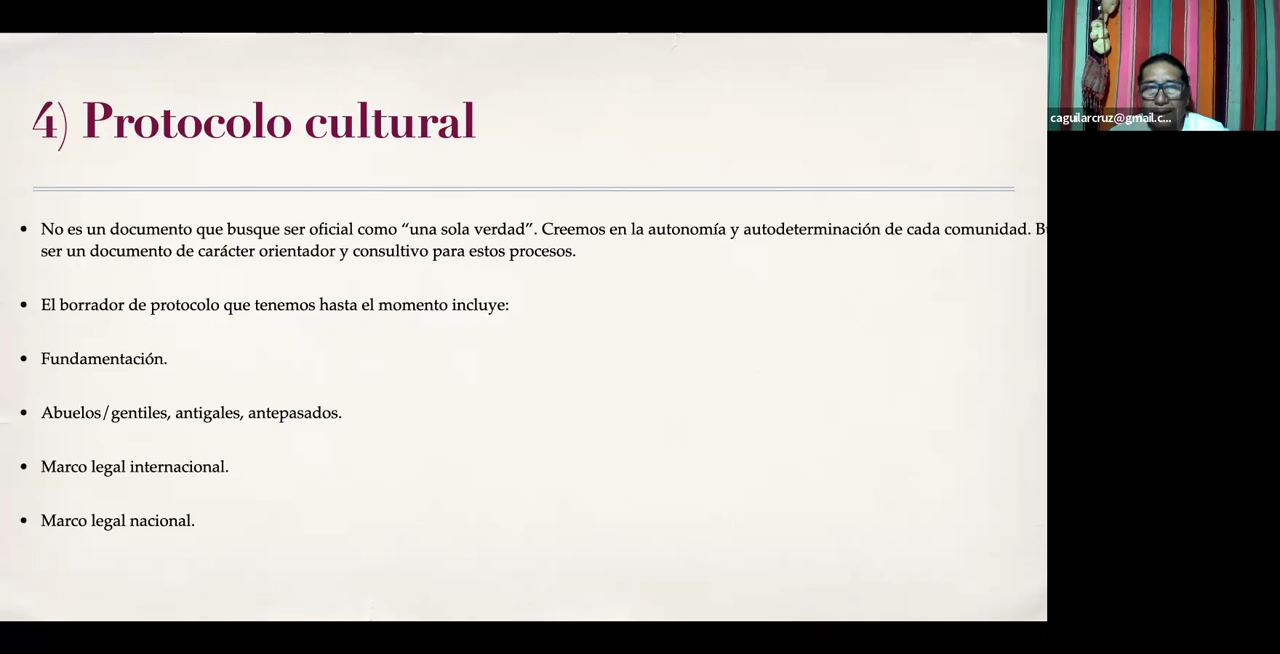 4) Protocolo cultural
• No es un documento que busque ser oficial como “una sola verdad”. Creemos en la autonomía y autodeterminación de cada comunidad.
ser un documento de carácter orientador y consultivo para estos procesos.
• El borrador de protocolo que tenemos hasta el momento incluye:
• Fundamentación.
• Abuelos/gentiles, antigales, antepasados.
• Marco legal internacional.
• Marco legal nacional.
caguilarcruz@gmail.c...